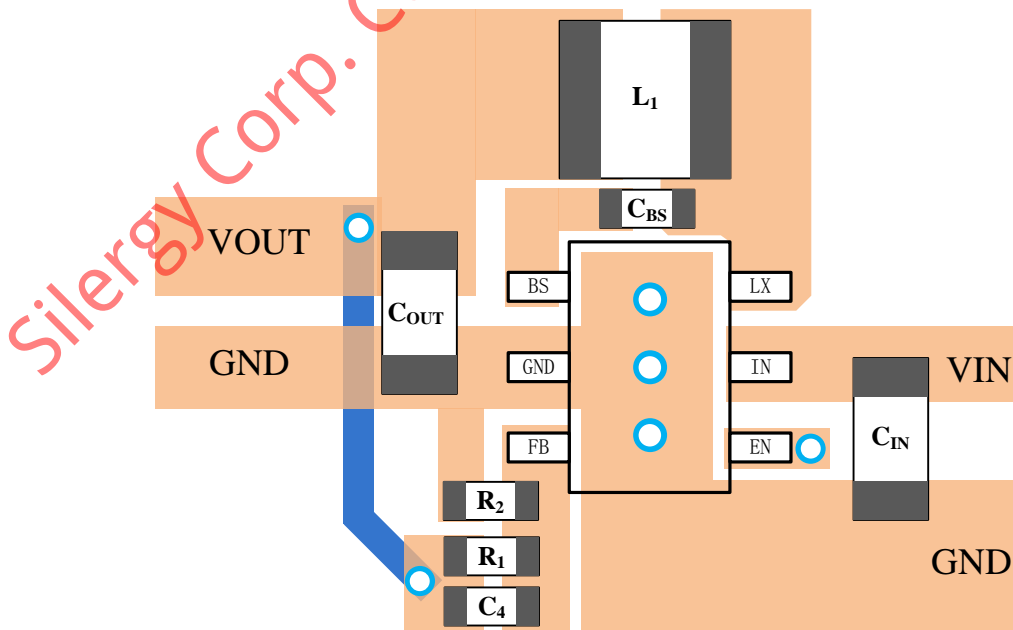 Silergy Corp. C
L1
CBS
VOUT
BS
LX
COUT
GND
GND
IN
VIN
FB
EN
CIN
R2
R1
GND
C4